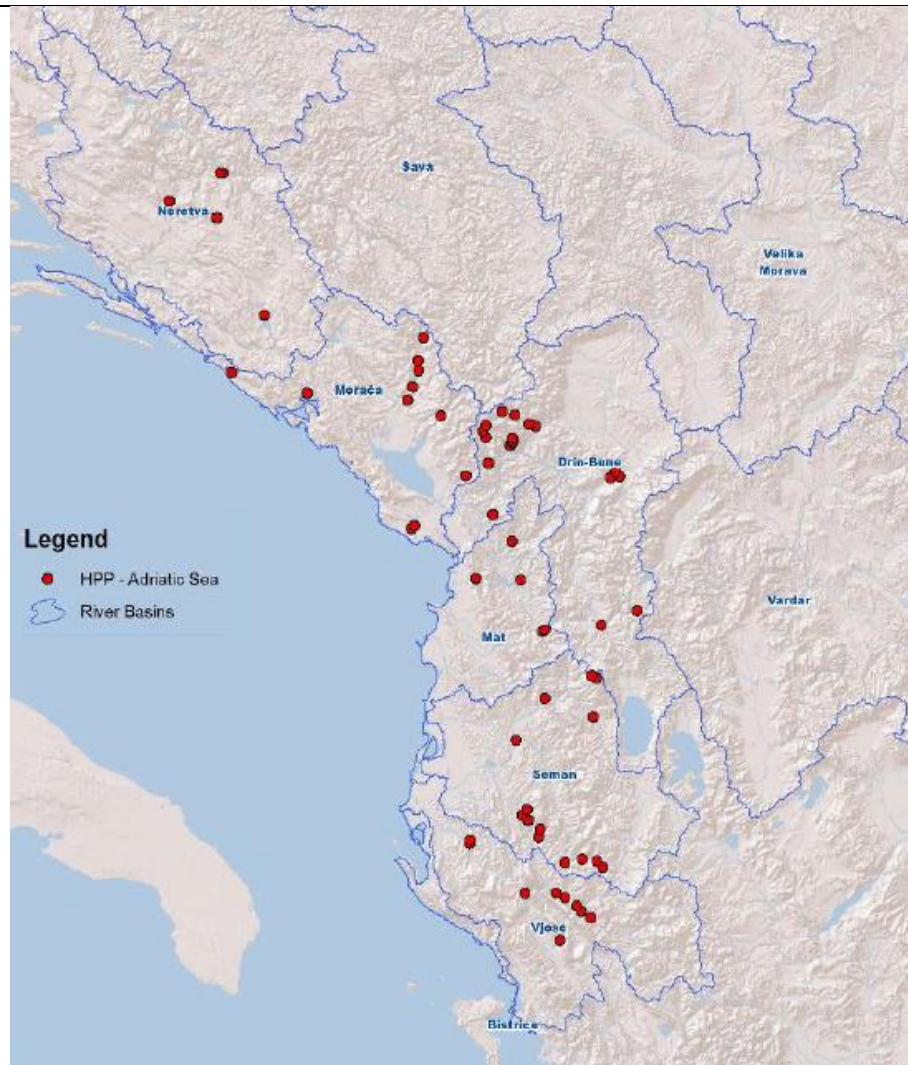 Sava
Neretva
Velika
Morava
Morača
Drin-Bune
Legend
HPP - Adriatic Sea
River Basins
Vardar
Mat
Seman
Vjose
Bistrice